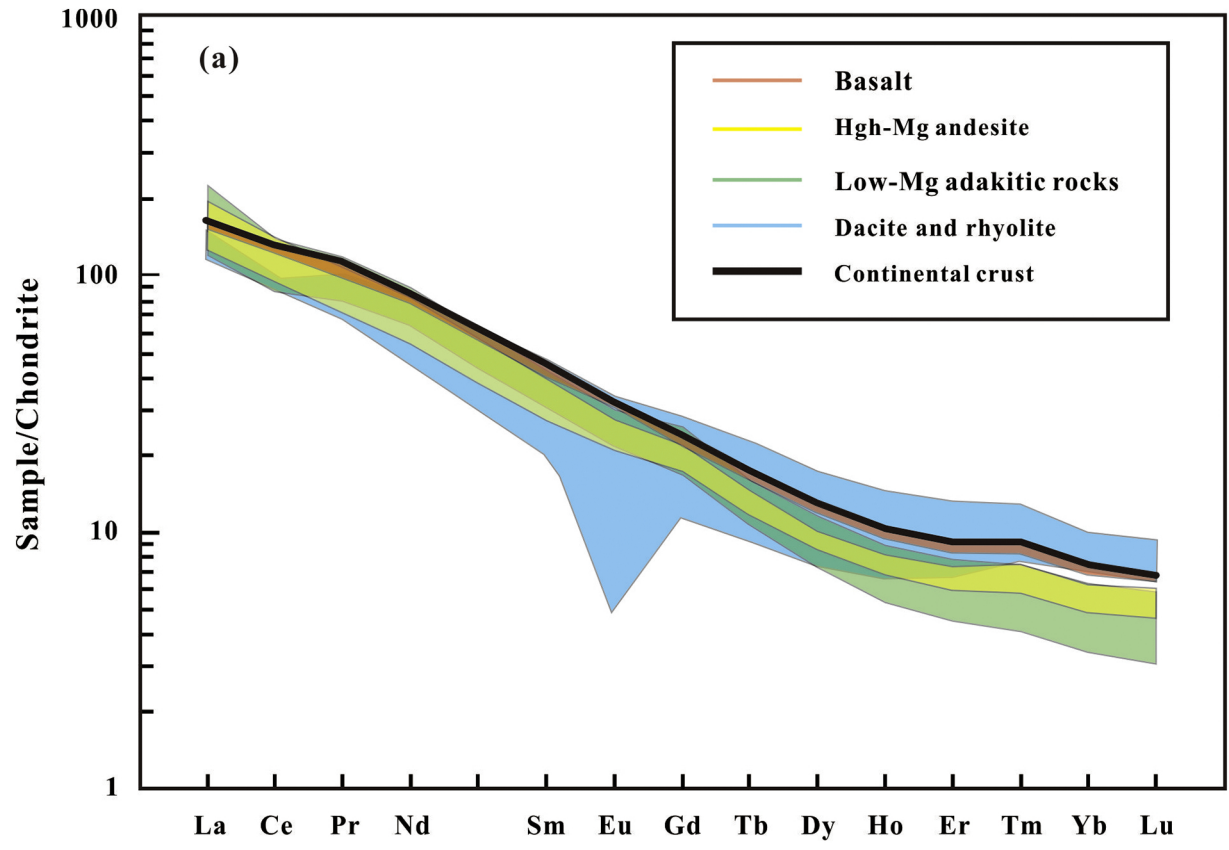 1000
(a)
Basalt
Hgh-Mg andesite
Low-Mg adakitic rocks
Dacite and rhyolite
Continental crust
100
10
1
Sample/Chondrite
La Ce Pr Nd Sm Eu Gd Tb Dy Ho Er Tm Yb Lu